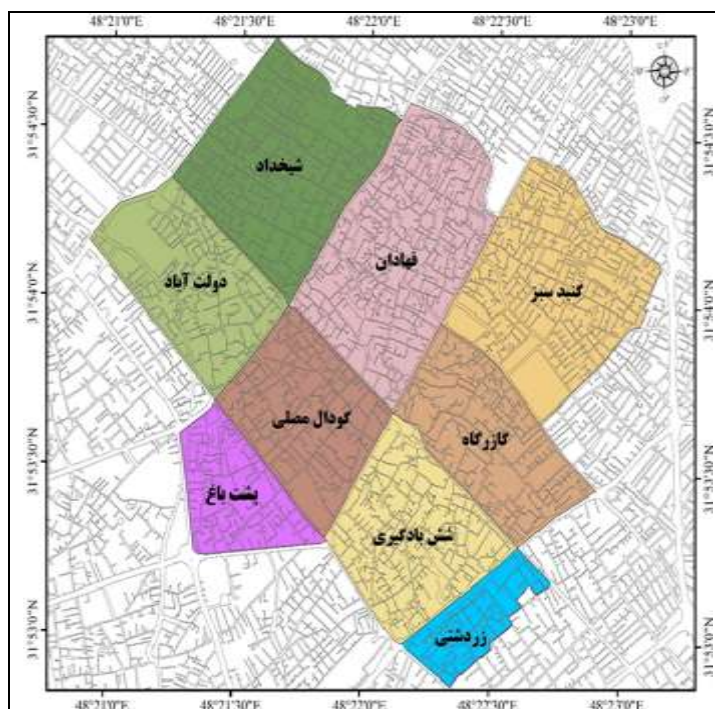 48°21'0"E 48°21'30"E 48°22'0"E 48°22'30"E 48°23'0"E
31°54'30"N
31°54'0"N
31°53'30"N
31°53'0"N
شیخداد
فهادان
گنبد سبز
دولت آباد
گودال مصلی
گازرگاه
پشت باغ
شش بادگیری
زردشتی
31°54'30"N
31°54'0"N
31°53'30"N
31°53'0"N
48°21'0"E 48°21'30"E 48°22'0"E 48°22'30"E 48°23'0"E